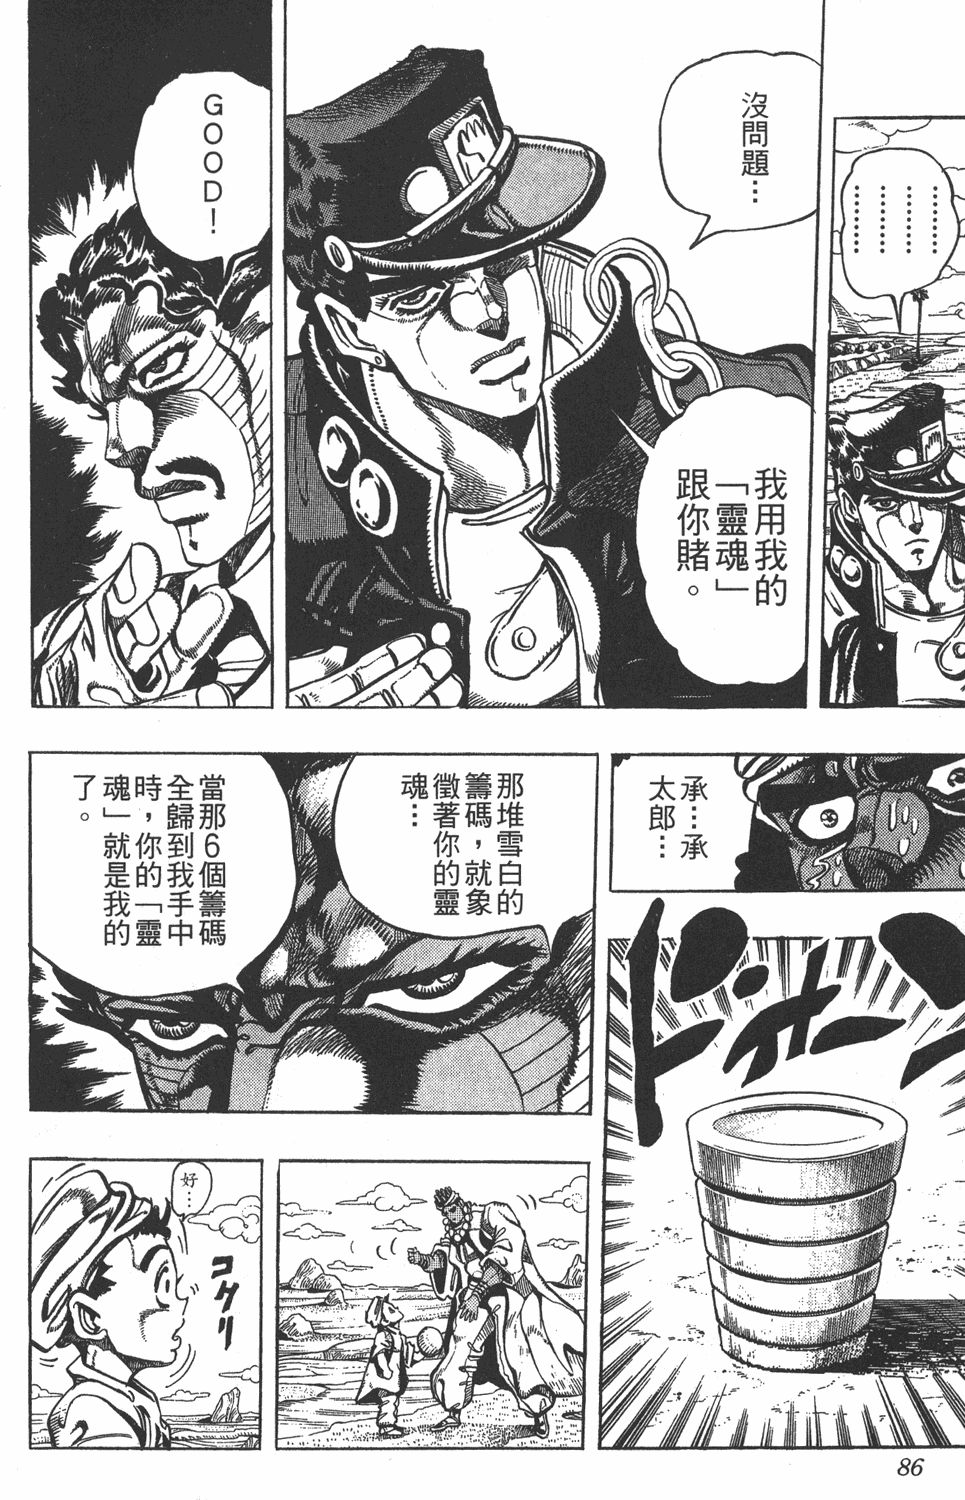 …………
…………
…………
沒問題…
我用我的
「靈魂」
跟你賭。
GOOD！
承…承
太郎…
ドォーン
那堆雪白的
籌碼，就象
徵著你的靈
魂…
當那6個籌碼
全歸到我手中
時，你的「靈
魂」就是我的
了。
好…
コクリ
86